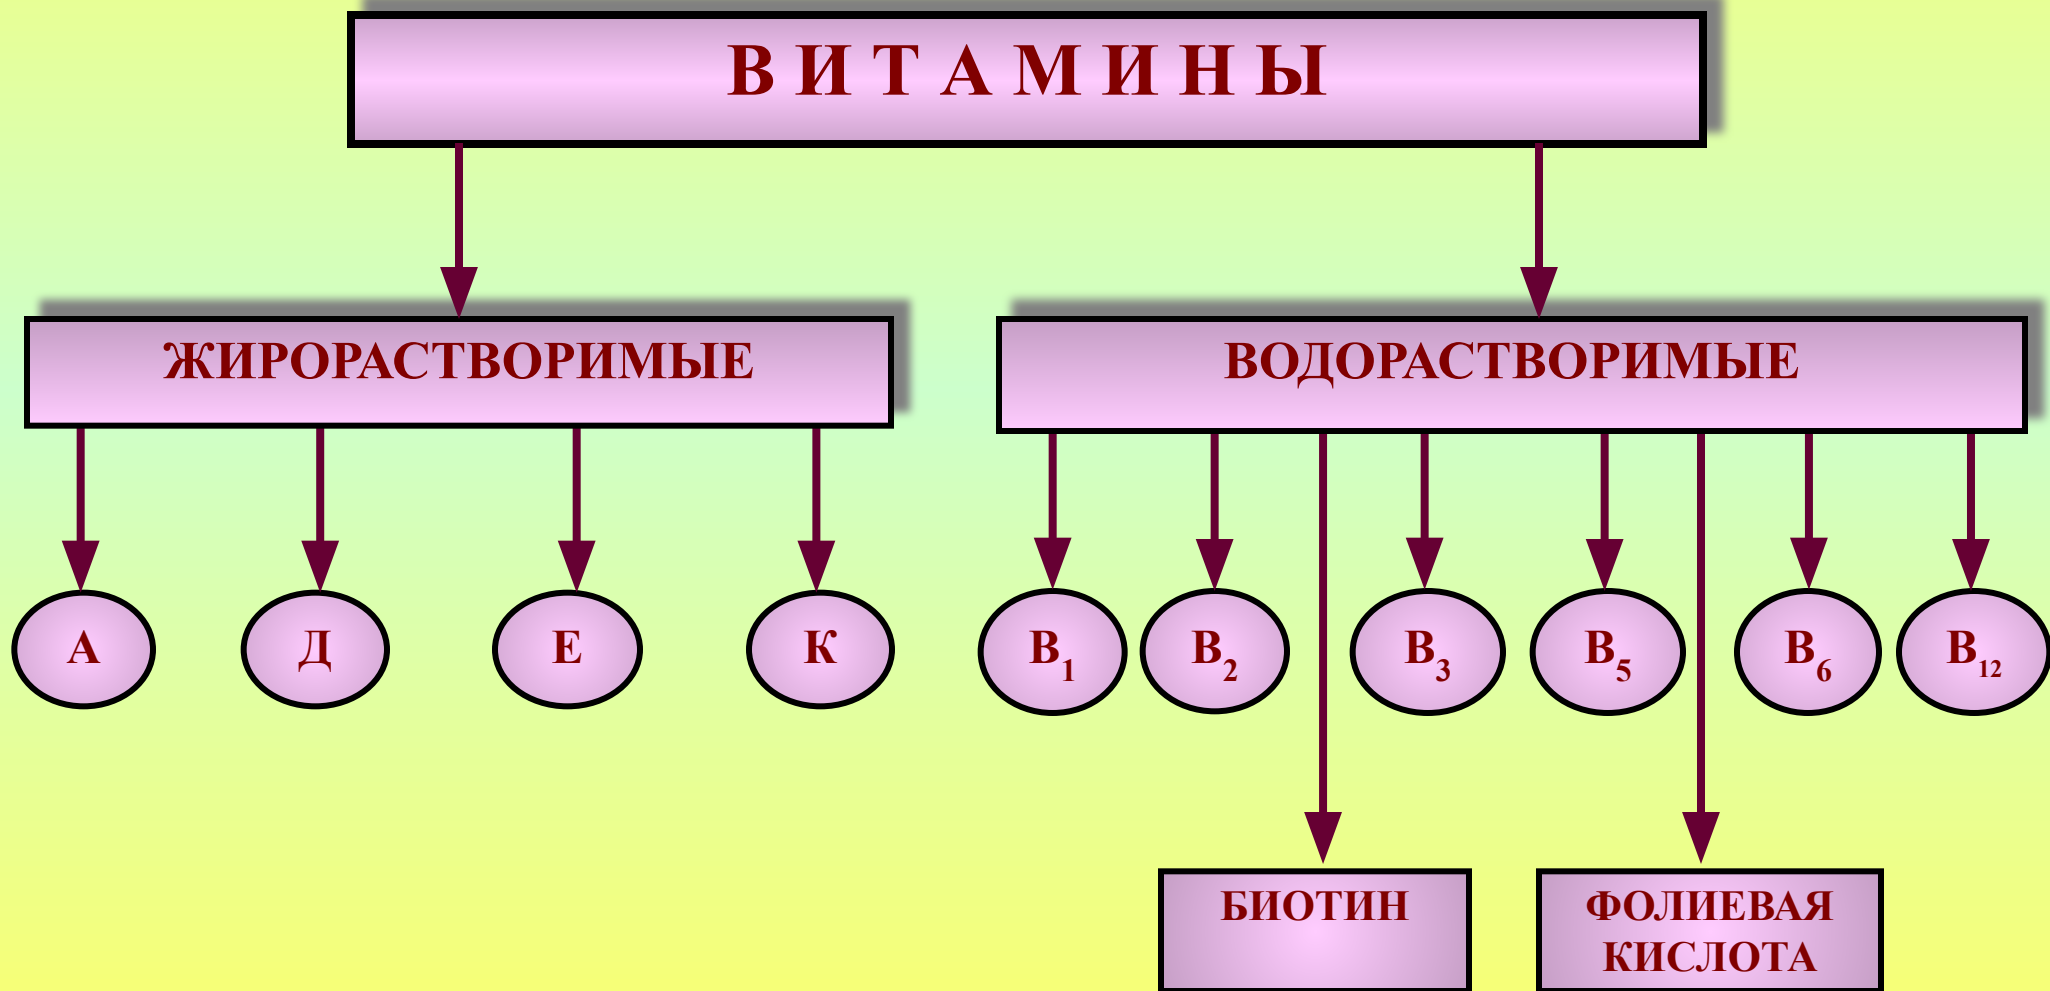 В И Т А М И Н Ы
ЖИРОРАСТВОРИМЫЕ
ВОДОРАСТВОРИМЫЕ
А
Д
Е
К
В1
В2
В3
В5
В6
В12
БИОТИН
ФОЛИЕВАЯ
КИСЛОТА